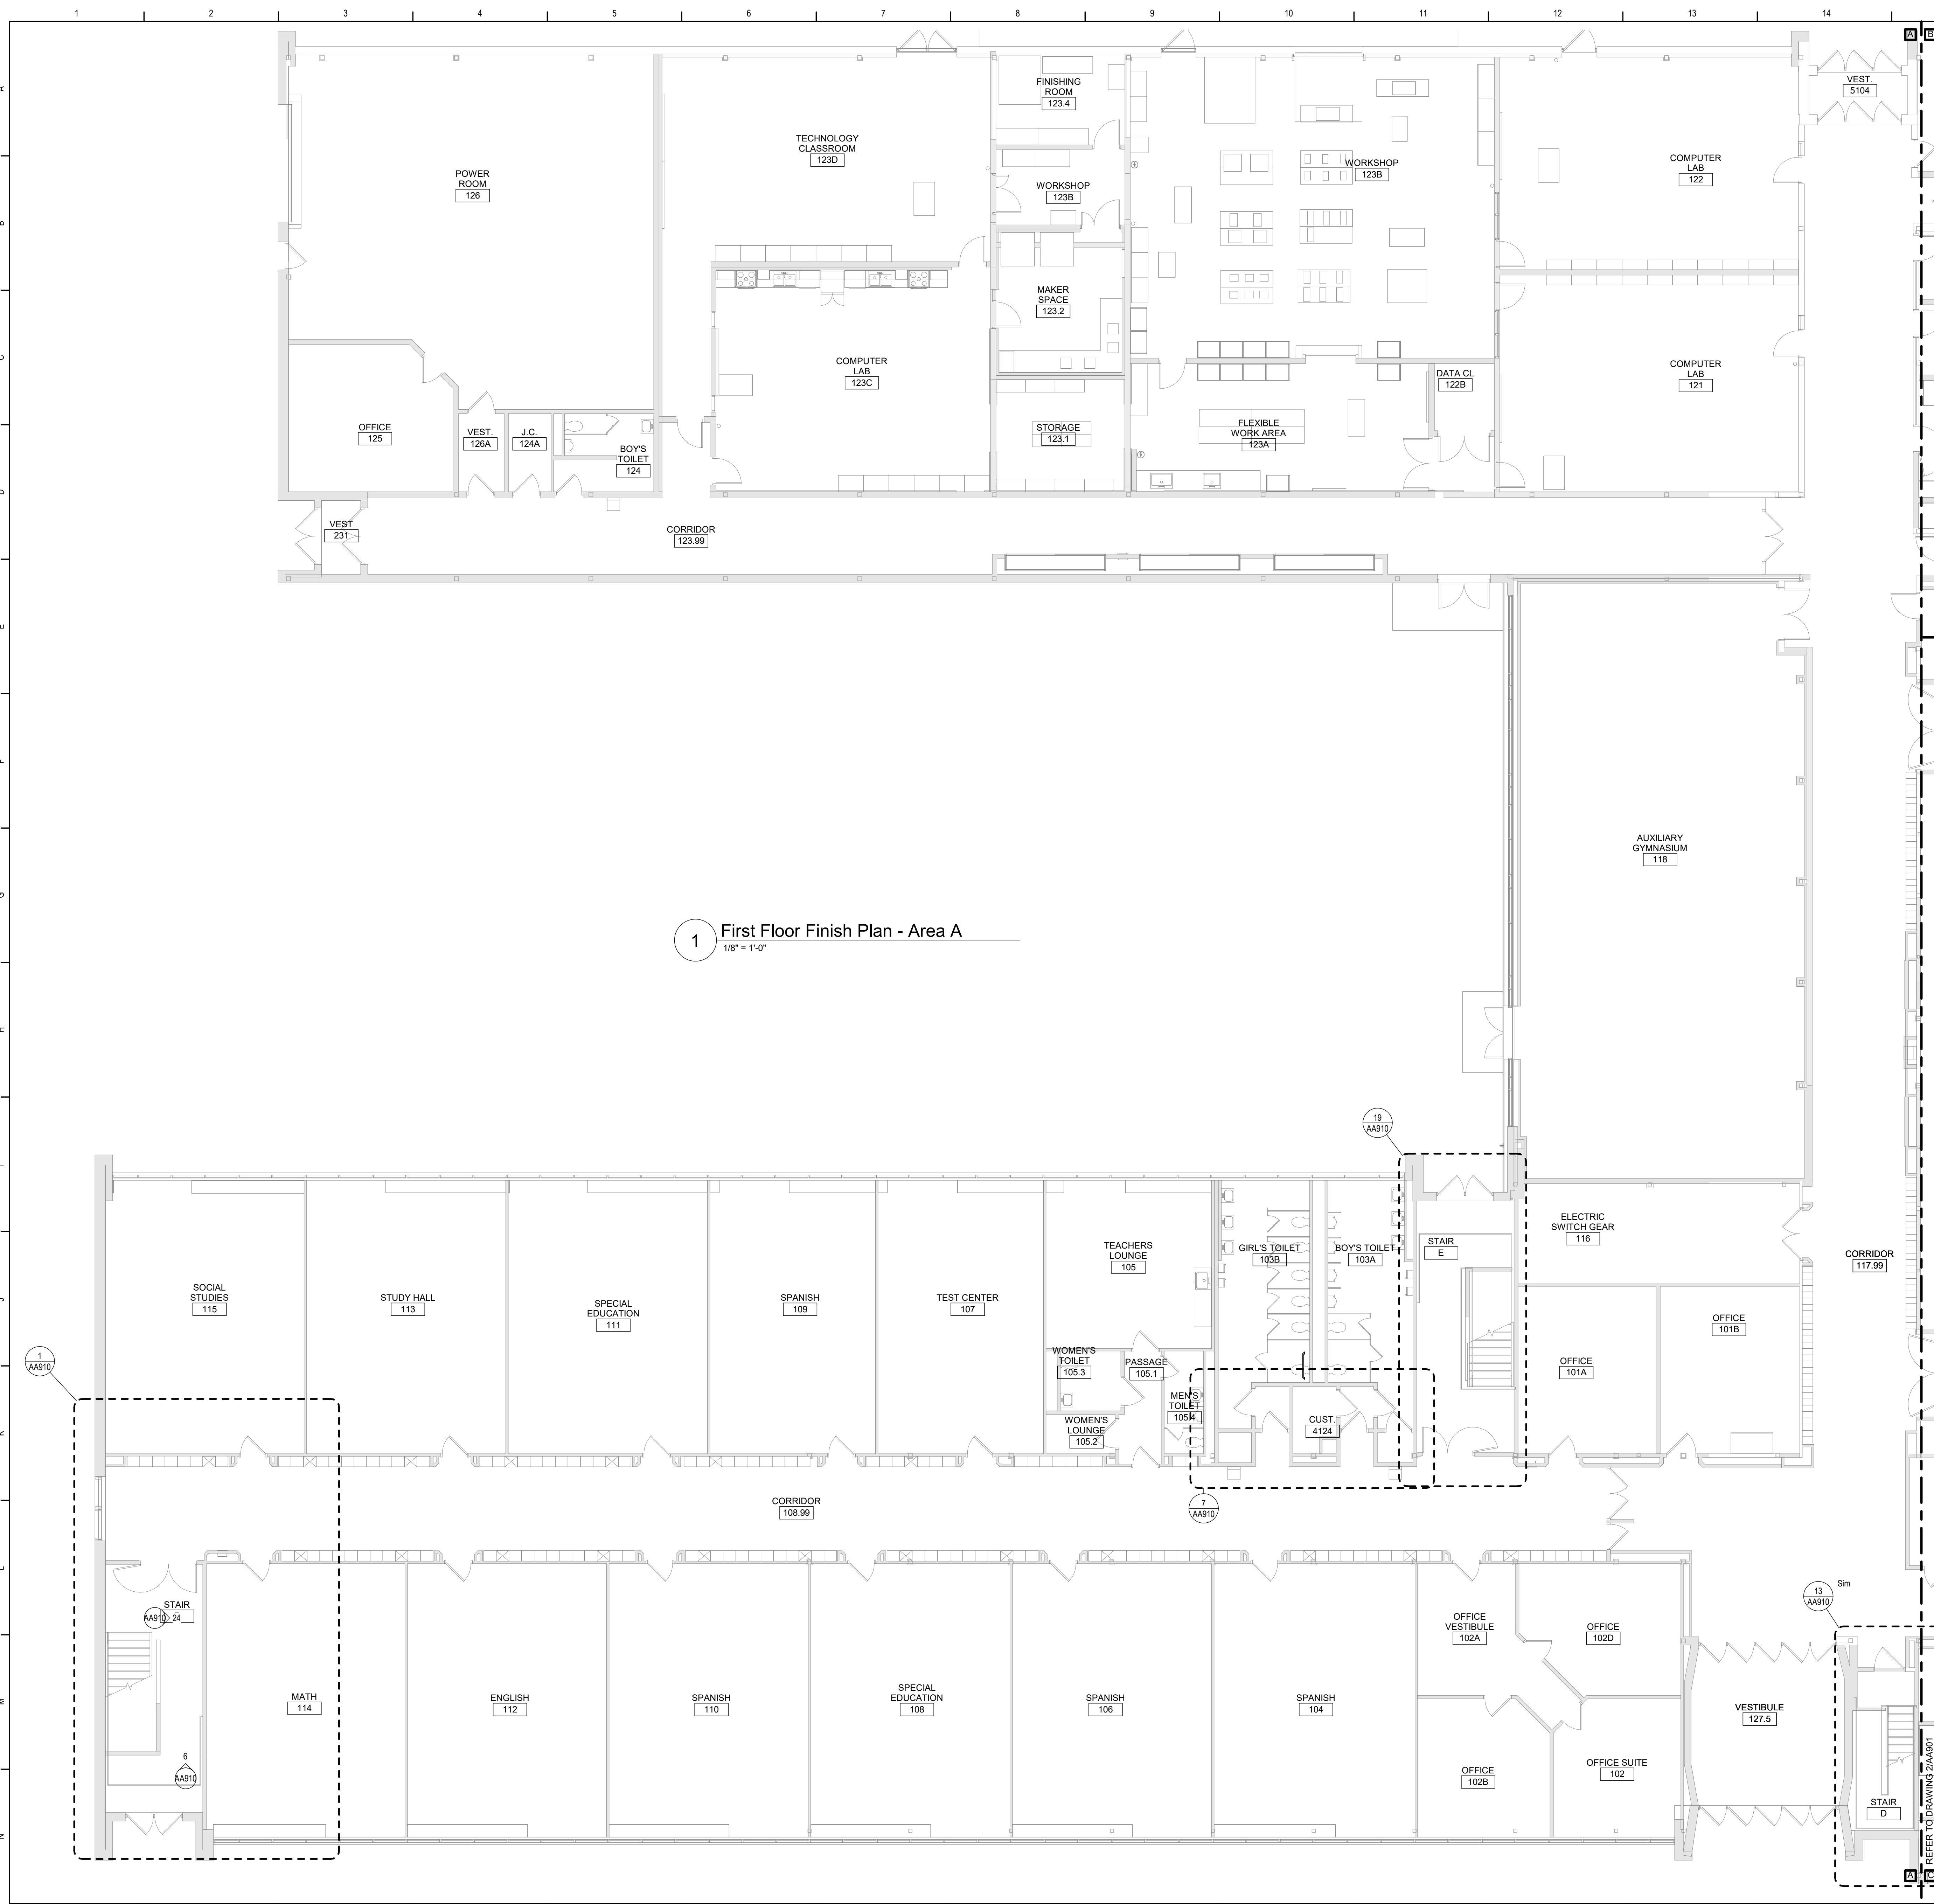 1 2 3 4 5 6 7 8 9 10 11 12 13 14
A
B
VEST.
5104
FINISHING
ROOM
123.4
TECHNOLOGY
CLASSROOM
123D
WORKSHOP
123B
COMPUTER
LAB
122
POWER
ROOM
126
WORKSHOP
123B
MAKER
SPACE
123.2
COMPUTER
LAB
123C
COMPUTER
LAB
121
DATA CL
122B
OFFICE
125
VEST.
126A
J.C.
124A
BOY'S
TOILET
124
STORAGE
123.1
FLEXIBLE
WORK AREA
123A
VEST
231
CORRIDOR
123.99
AUXILIARY
GYMNASIUM
118
1
First Floor Finish Plan - Area A
1/8" = 1'-0"
19
AA910
ELECTRIC
SWITCH GEAR
116
STAIR
E
CORRIDOR
117.99
TEACHERS
LOUNGE
105
GIRL'S TOILET
103B
BOY'S TOILET
103A
SOCIAL
STUDIES
115
STUDY HALL
113
SPECIAL
EDUCATION
111
SPANISH
109
TEST CENTER
107
OFFICE
101B
OFFICE
101A
1
AA910
WOMEN'S
TOILET
105.3
PASSAGE
105.1
MEN'S
TOILET
105.4
WOMEN'S
LOUNGE
105.2
CUST.
4124
CORRIDOR
108.99
7
AA910
13
AA910
Sim
STAIR
AA910 24
OFFICE
VESTIBULE
102A
OFFICE
102D
MATH
114
ENGLISH
112
SPANISH
110
SPECIAL
EDUCATION
108
SPANISH
106
SPANISH
104
VESTIBULE
127.5
6
AA910
OFFICE
102B
OFFICE SUITE
102
STAIR
D
REFER TO DRAWING 2/AA901
A
C